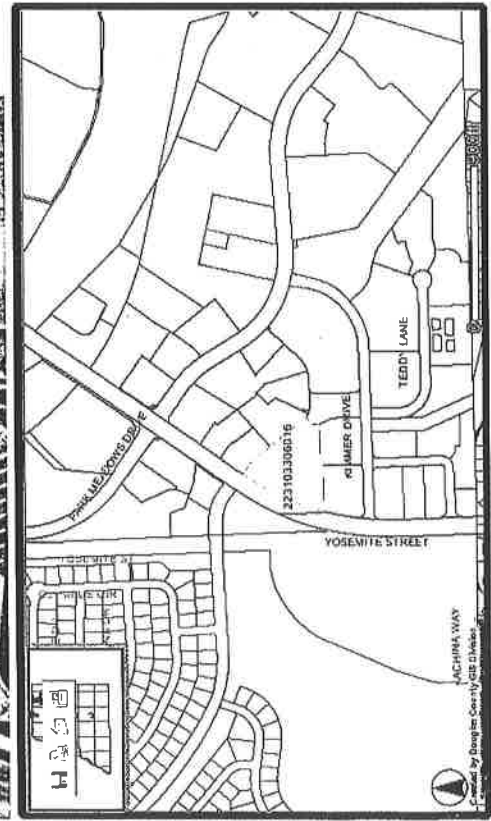 PARK MEADOWS DRIVE
YOSEMITE ST
223103306016
KIMMER DRIVE
TEDDY LANE
YOSEMITE STREET
ACHINA WAY
Created by Douglas County GIS Division